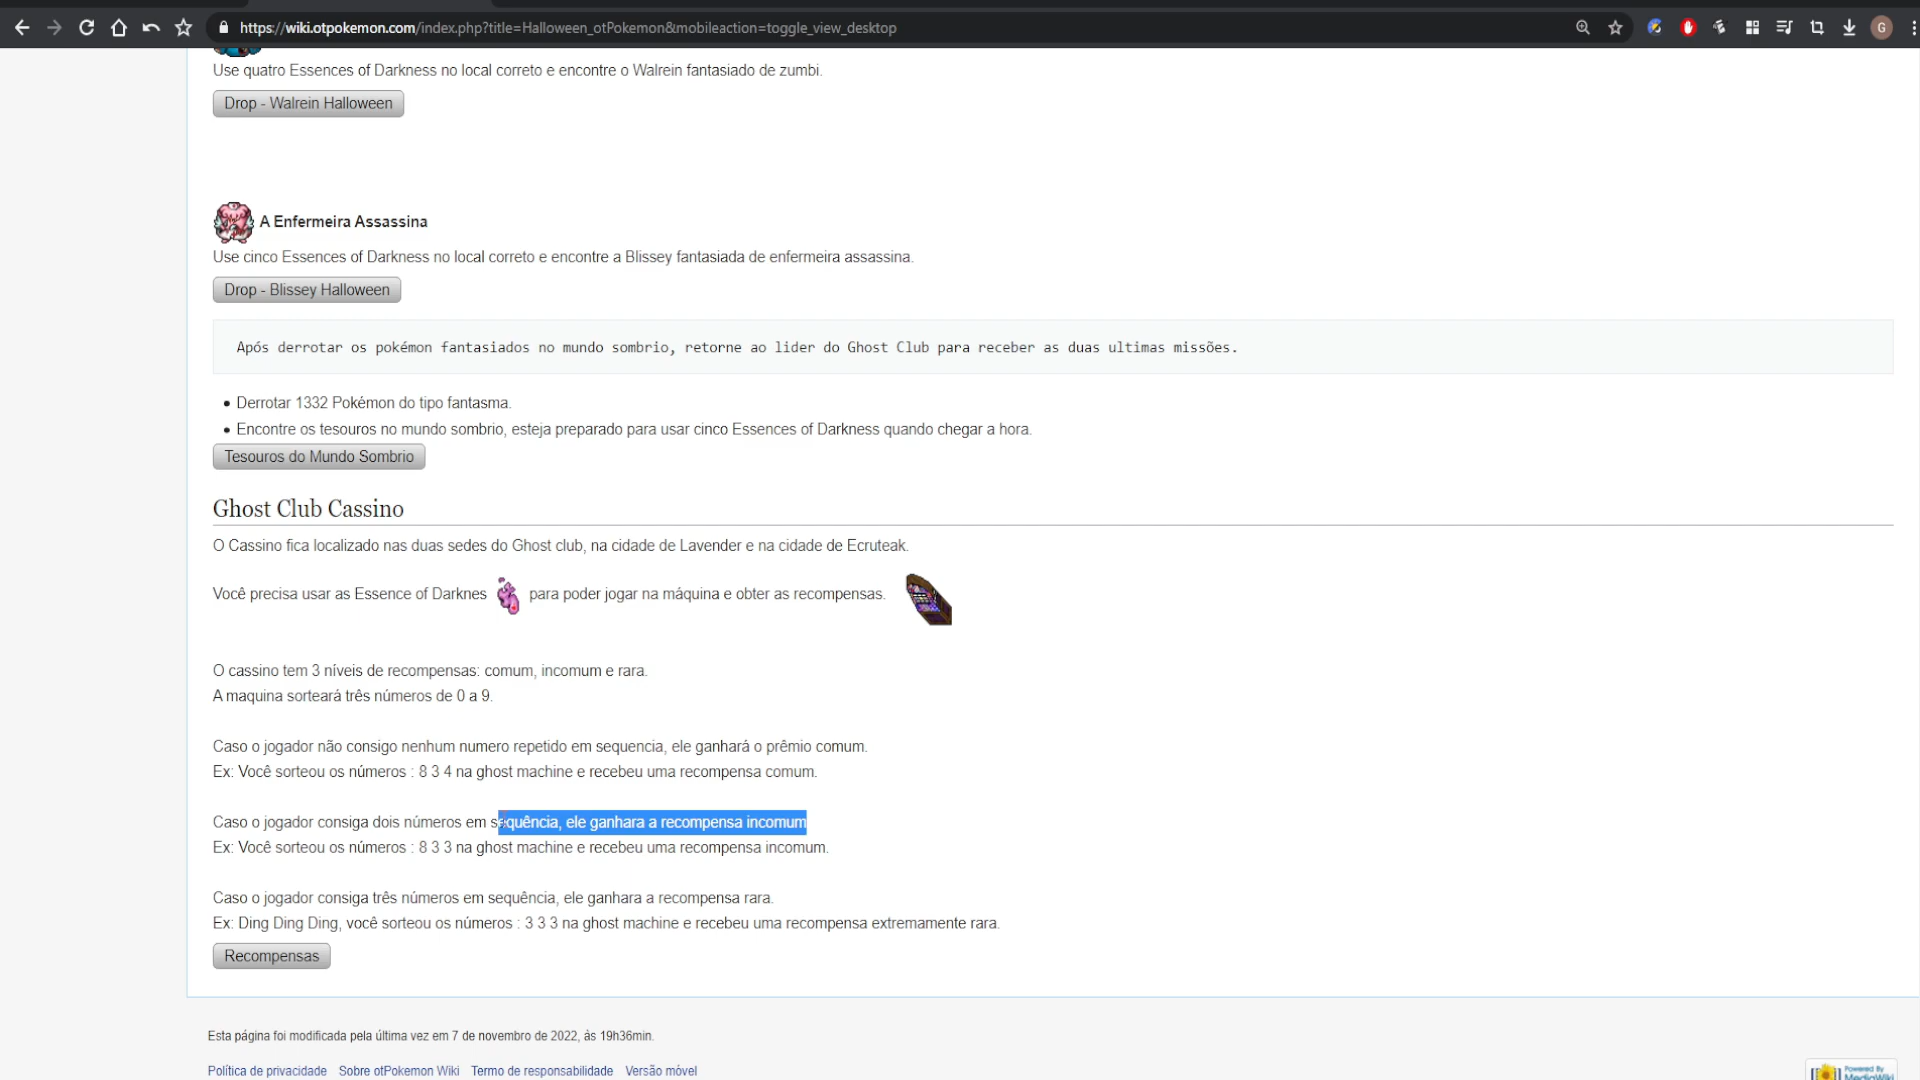 https://wiki.otpokemon.com/index.php?title=Halloween_otPokemon&mobileaction=toggle_view_desktop
G
Use quatro Essences of Darkness no local correto e encontre o Walrein fantasiado de zumbi.
Drop - Walrein Halloween
A Enfermeira Assassina
Use cinco Essences of Darkness no local correto e encontre a Blissey fantasiada de enfermeira assassina.
Drop - Blissey Halloween
Após derrotar os pokémon fantasiados no mundo sombrio, retorne ao lider do Ghost Club para receber as duas ultimas missões.
Derrotar 1332 Pokémon do tipo fantasma.
Encontre os tesouros no mundo sombrio, esteja preparado para usar cinco Essences of Darkness quando chegar a hora.
Tesouros do Mundo Sombrio
Ghost Club Cassino
O Cassino fica localizado nas duas sedes do Ghost club, na cidade de Lavender e na cidade de Ecruteak.
Você precisa usar as Essence of Darknes para poder jogar na máquina e obter as recompensas.
O cassino tem 3 níveis de recompensas: comum, incomum e rara.
A maquina sorteará três números de 0 a 9.
Caso o jogador não consigo nenhum numero repetido em sequencia, ele ganhará o prêmio comum.
Ex: Você sorteou os números : 8 3 4 na ghost machine e recebeu uma recompensa comum.
Caso o jogador consiga dois números em sequência, ele ganhara a recompensa incomum
Ex: Você sorteou os números : 8 3 3 na ghost machine e recebeu uma recompensa incomum.
Caso o jogador consiga três números em sequência, ele ganhara a recompensa rara.
Ex: Ding Ding Ding, você sorteou os números : 3 3 3 na ghost machine e recebeu uma recompensa extremamente rara.
Recompensas
Esta página foi modificada pela última vez em 7 de novembro de 2022, às 19h36min.
Política de privacidade Sobre otPokemon Wiki Termo de responsabilidade Versão móvel
Powered By
MediaWiki